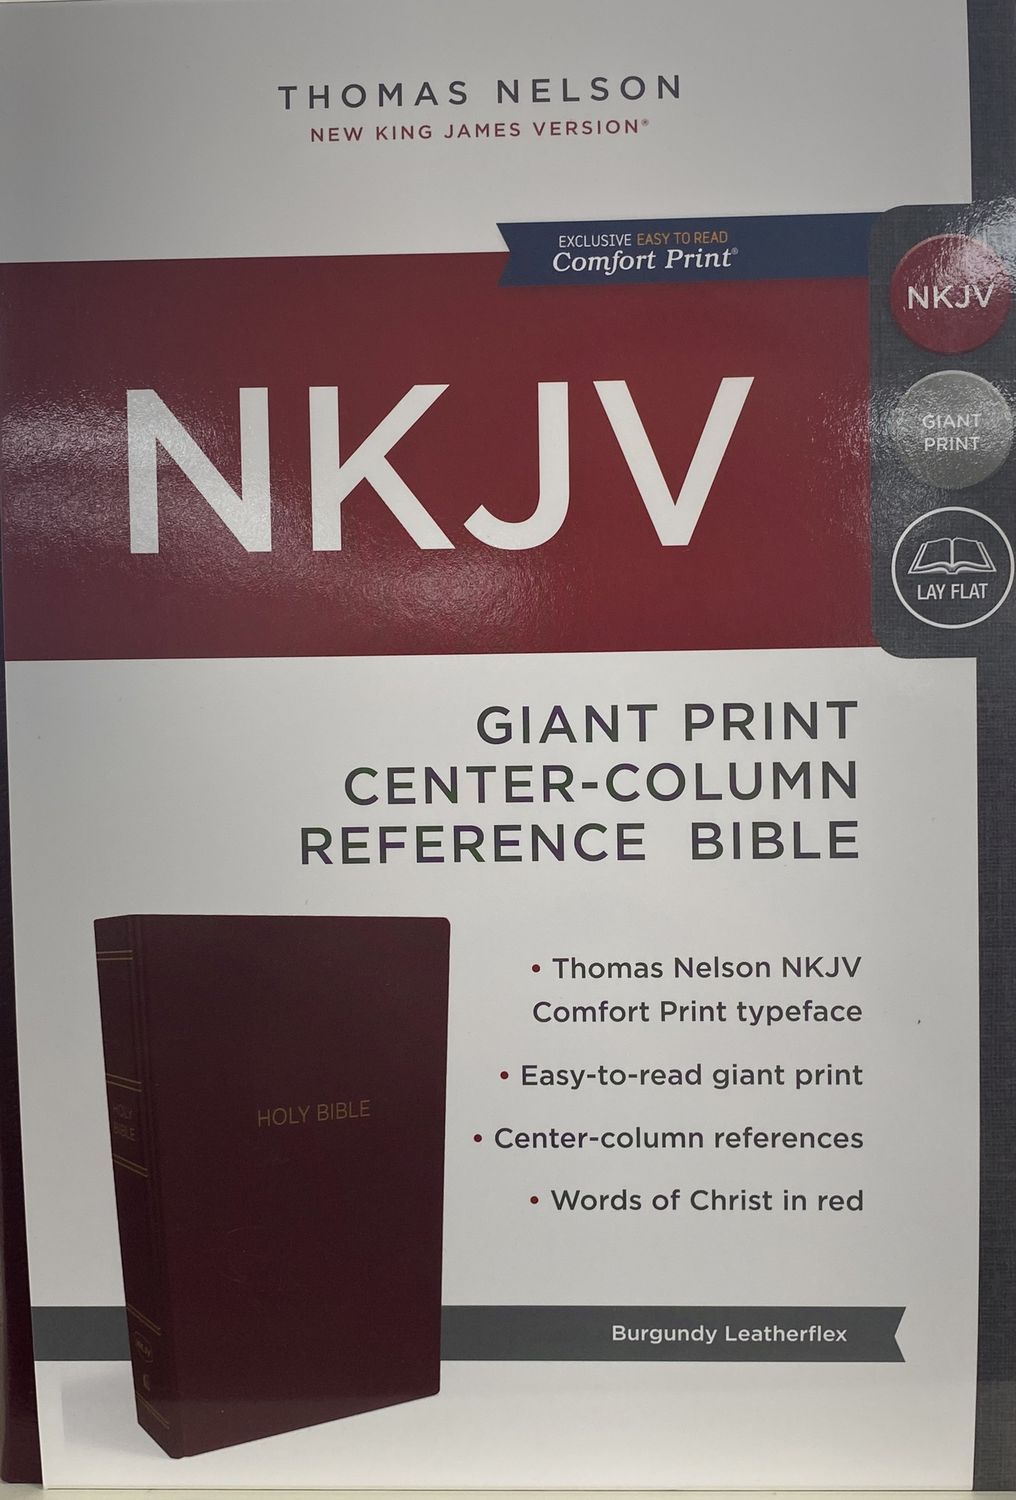 THOMAS NELSON
NEW KING JAMES VERSION®
EXCLUSIVE EASY TO READ
Comfort Print®
NKJV
NKJV
GIANT
PRINT
LAY FLAT
GIANT PRINT
CENTER-COLUMN
REFERENCE BIBLE
• Thomas Nelson NKJV
Comfort Print typeface
• Easy-to-read giant print
• Center-column references
• Words of Christ in red
HOLY BIBLE
HOLY
BIBLE
NKJV
Burgundy Leatherflex